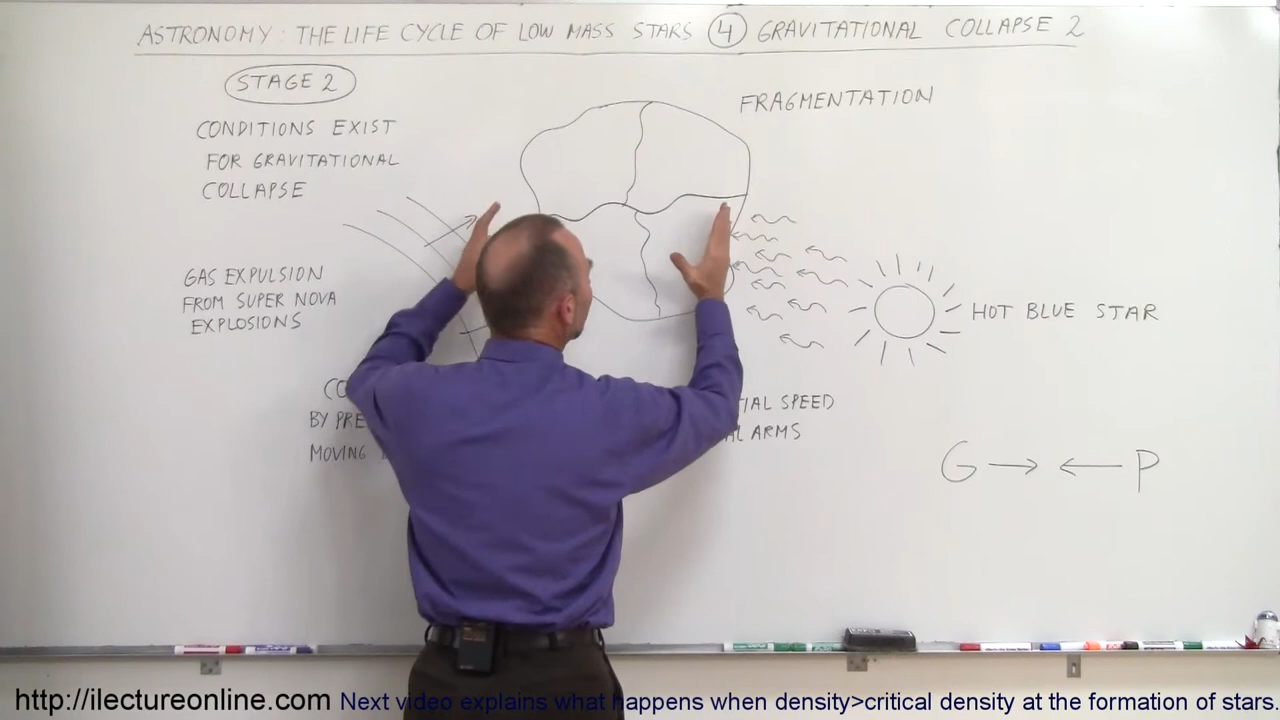 ASTRONOMY: THE LIFE CYCLE OF LOW MASS STARS 4 GRAVITATIONAL COLLAPSE 2
STAGE 2
CONDITIONS EXIST
FOR GRAVITATIONAL
COLLAPSE
FRAGMENTATION
GAS EXPULSION
FROM SUPER NOVA
EXPLOSIONS
HOT BLUE STAR
BY
MOVING
SPEED
ARMS
G P
http://ilectureonline.com Next video explains what happens when density>critical density at the formation of stars.